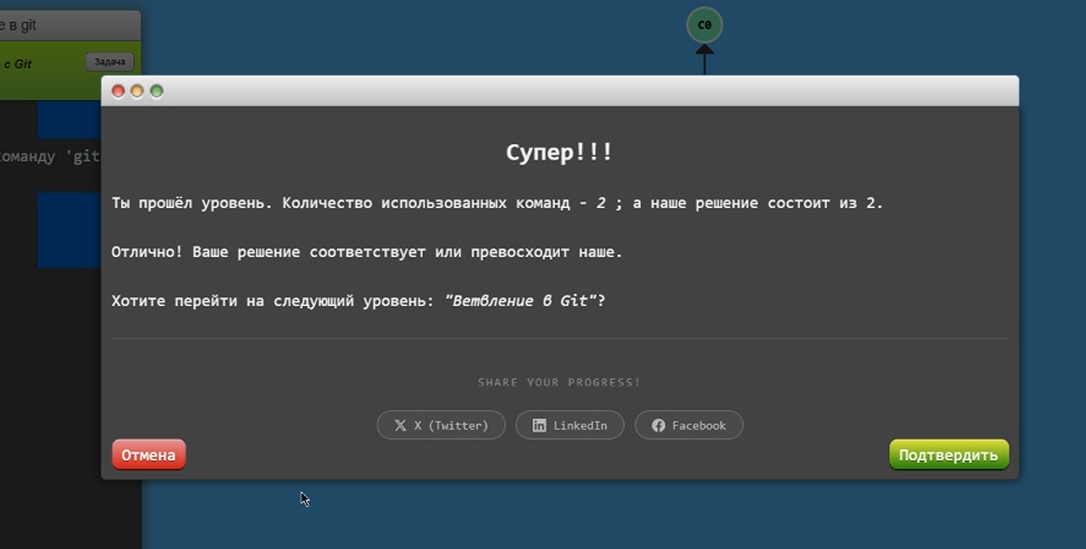 е в git
c0
с Git
Задача
команду 'git
Супер!!!
Ты прошёл уровень. Количество использованных команд - 2 ; а наше решение состоит из 2.
Отлично! Ваше решение соответствует или превосходит наше.
Хотите перейти на следующий уровень: "Ветвление в Git"?
SHARE YOUR PROGRESS!
X (Twitter)
LinkedIn
Facebook
Отмена
Подтвердить